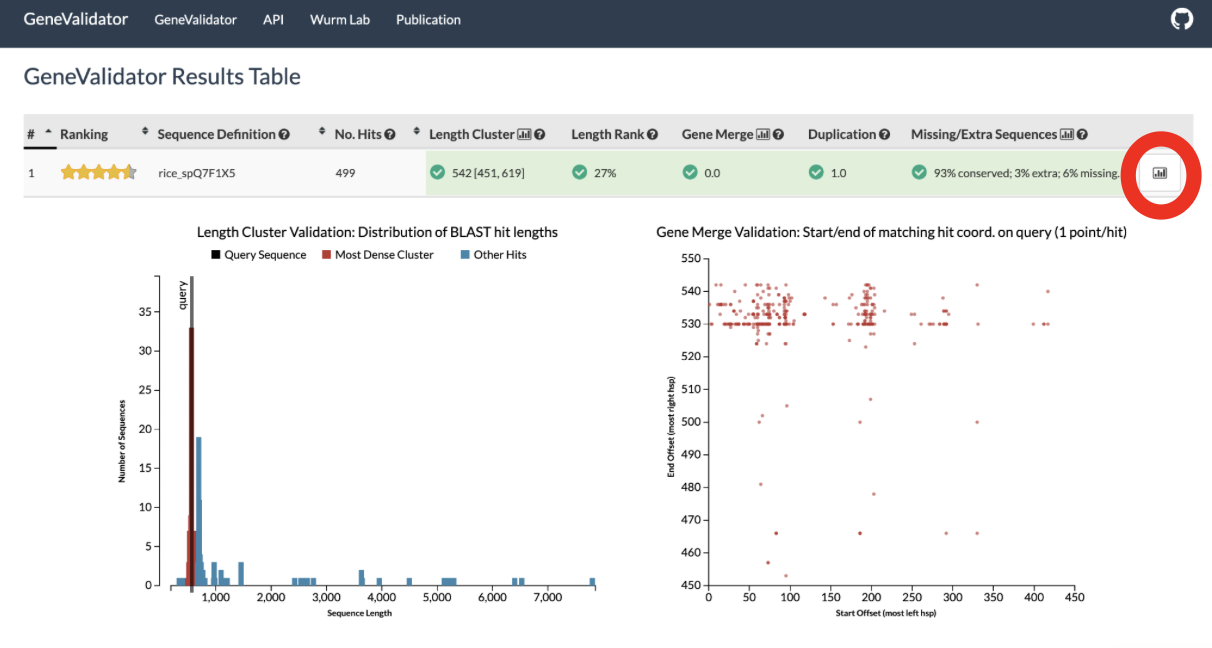 GeneValidator GeneValidator API Wurm Lab Publication
GeneValidator Results Table
# Ranking Sequence Definition No. Hits Length Cluster Length Rank Gene Merge Duplication Missing/Extra Sequences
1 rice_spQ7F1X5 499 542 [451, 619] 27% 0.0 1.0 93% conserved; 3% extra; 6% missing.
Length Cluster Validation: Distribution of BLAST hit lengths
Query Sequence Most Dense Cluster Other Hits
query
Number of Sequences
35
30
25
20
15
10
5
0
1,000 2,000 3,000 4,000 5,000 6,000 7,000
Sequence Length
Gene Merge Validation: Start/end of matching hit coord. on query (1 point/hit)
End Offset (most right hsp)
550
540
530
520
510
500
490
480
470
460
450
0 50 100 150 200 250 300 350 400 450
Start Offset (most left hsp)